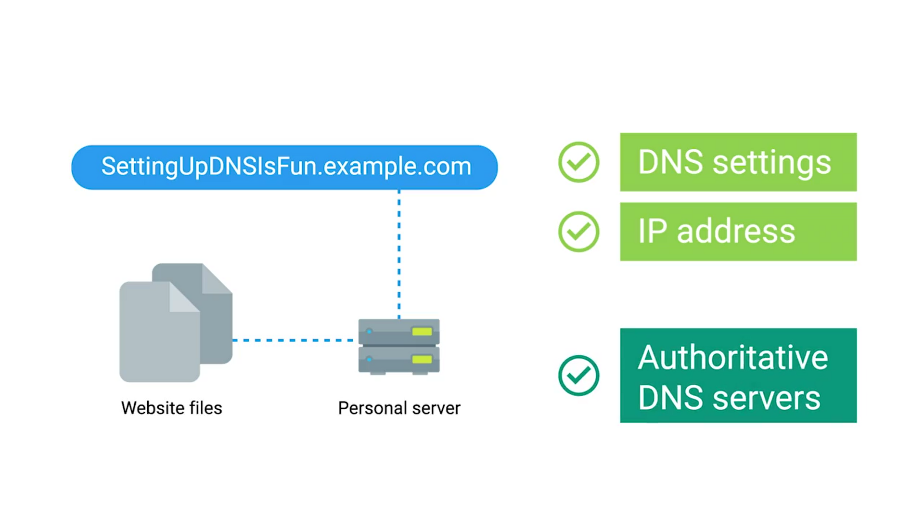 SettingUpDNSIsFun.example.com
DNS settings
IP address
Authoritative
DNS servers
Website files
Personal server